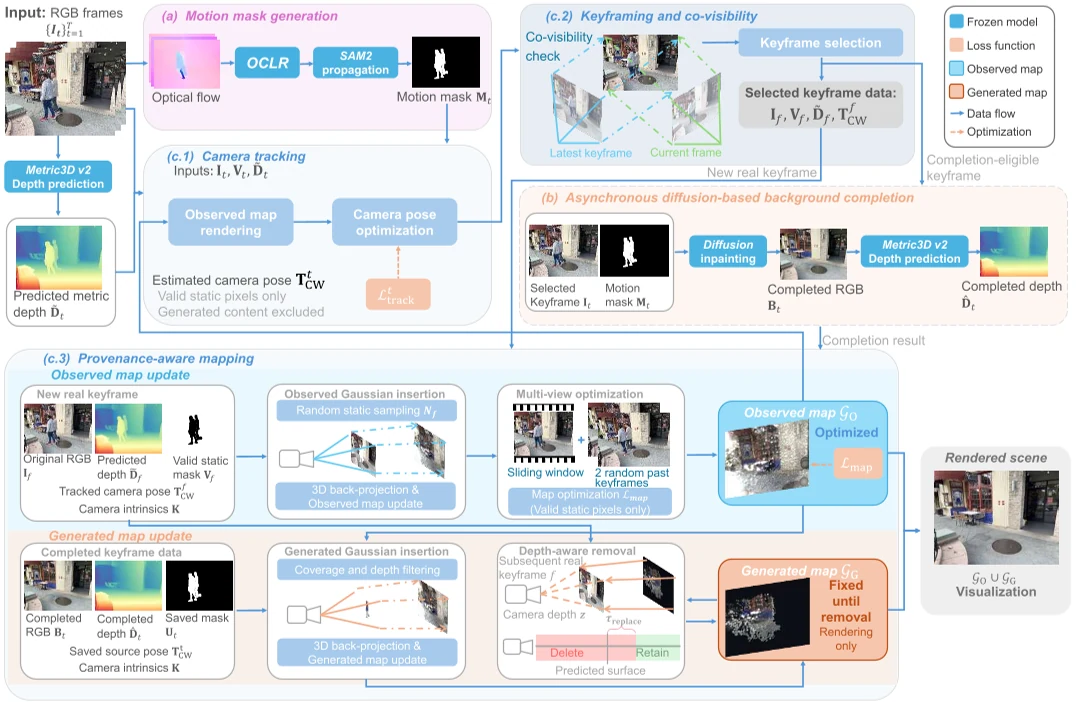 Input: RGB frames
{I_t}_{t=1}^T
Metric3D v2
Depth prediction
Predicted metric
depth D̃_t
(a) Motion mask generation
Optical flow
OCLR
SAM2
propagation
Motion mask M_t
(c.1) Camera tracking
Inputs: I_t, V_t, D̃_t
Observed map
rendering
Camera pose
optimization
Estimated camera pose T_CW^t
Valid static pixels only
Generated content excluded
ℒ_track^t
(c.2) Keyframing and co-visibility
Co-visibility
check
Latest keyframe
Current frame
Keyframe selection
Selected keyframe data:
I_f, V_f, D̃_f, T_CW^f
New real keyframe
Completion-eligible
keyframe
Frozen model
Loss function
Observed map
Generated map
Data flow
Optimization
(b) Asynchronous diffusion-based background completion
Selected
Keyframe I_t
Motion
mask M_t
Diffusion
inpainting
Completed RGB
B_t
Metric3D v2
Depth prediction
Completed depth
D̂_t
Completion result
(c.3) Provenance-aware mapping
Observed map update
New real keyframe
Original RGB
I_f
Predicted
depth D̃_f
Valid static
mask V_f
Tracked camera pose T_CW^f
Camera intrinsics K
Observed Gaussian insertion
Random static sampling N_f
3D back-projection &
Observed map update
Multi-view optimization
+
Sliding window
2 random past
keyframes
Map optimization ℒ_map
(Valid static pixels only)
Observed map 𝒢_O
Optimized
ℒ_map
Generated map update
Completed keyframe data
Completed
RGB B_t
Completed
depth D̂_t
Saved mask
U_t
Saved source pose T_CW^t
Camera intrinsics K
Generated Gaussian insertion
Coverage and depth filtering
3D back-projection &
Generated map update
Depth-aware removal
Subsequent real
keyframe f
Camera depth z
τ_replace
Delete
Retain
Predicted surface
Generated map 𝒢_G
Fixed
until
removal
Rendering
only
Rendered scene
𝒢_O ∪ 𝒢_G
Visualization